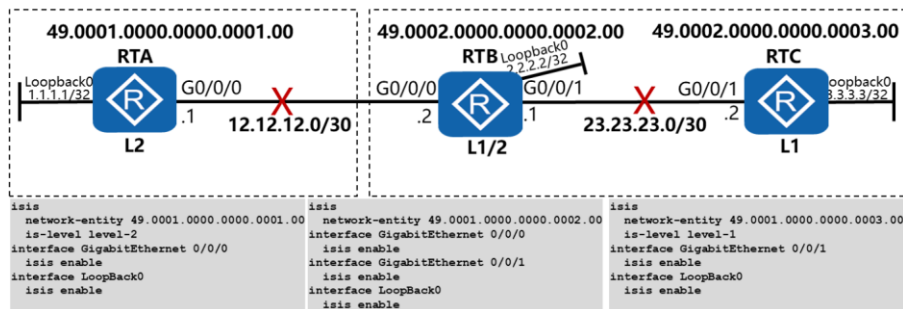 49.0001.0000.0000.0001.00
49.0002.0000.0000.0002.00
49.0002.0000.0000.0003.00
RTA
RTB
RTC
Loopback0
1.1.1.1/32
G0/0/0
.1
L2
12.12.12.0/30
G0/0/0
.2
Loopback0
2.2.2.2/32
G0/0/1
.1
L1/2
23.23.23.0/30
G0/0/1
.2
L1
Loopback0
3.3.3.3/32
isis
network-entity 49.0001.0000.0000.0001.00
is-level level-2
interface GigabitEthernet 0/0/0
isis enable
interface LoopBack0
isis enable
isis
network-entity 49.0001.0000.0000.0002.00
interface GigabitEthernet 0/0/0
isis enable
interface GigabitEthernet 0/0/1
isis enable
interface LoopBack0
isis enable
isis
network-entity 49.0001.0000.0000.0003.00
is-level level-1
interface GigabitEthernet 0/0/1
isis enable
interface LoopBack0
isis enable